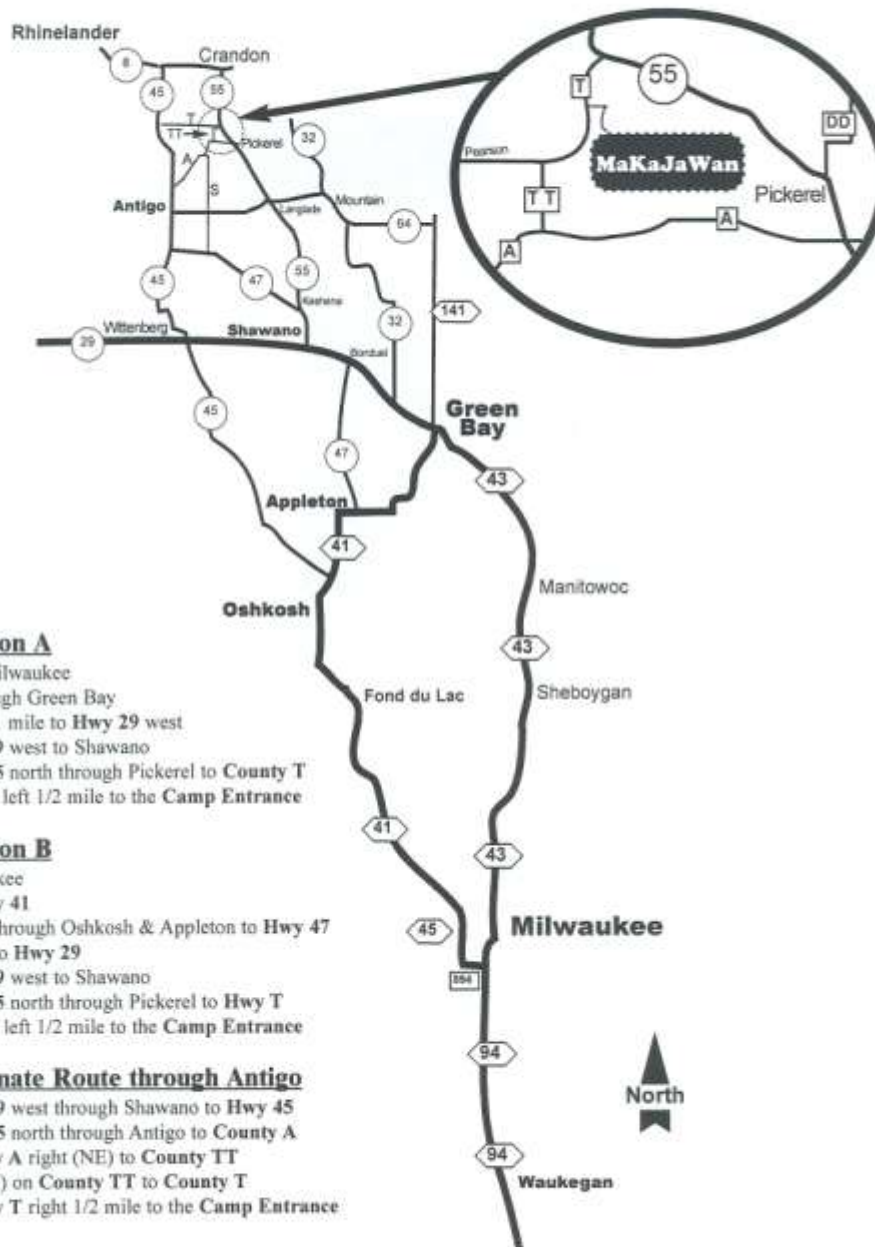 Rhinelander
Crandon
8
45
55
T
TT
T
Pickerel
32
A
S
Antigo
Langlade
Mountain
64
45
47
55
Keshena
32
141
Wittenberg
Shawano
29
Bonduel
45
47
Green
Bay
Appleton
43
41
Oshkosh
Manitowoc
43
Sheboygan
Fond du Lac
41
43
45
Milwaukee
894
94
North
94
Waukegan
55
T
DD
Pearson
MaKaJaWan
Pickerel
TT
A
A
on A
ilwaukee
gh Green Bay
mile to Hwy 29 west
9 west to Shawano
5 north through Pickerel to County T
left 1/2 mile to the Camp Entrance
on B
kee
y 41
hrough Oshkosh & Appleton to Hwy 47
o Hwy 29
9 west to Shawano
5 north through Pickerel to Hwy T
left 1/2 mile to the Camp Entrance
nate Route through Antigo
9 west through Shawano to Hwy 45
5 north through Antigo to County A
y A right (NE) to County TT
) on County TT to County T
y T right 1/2 mile to the Camp Entrance